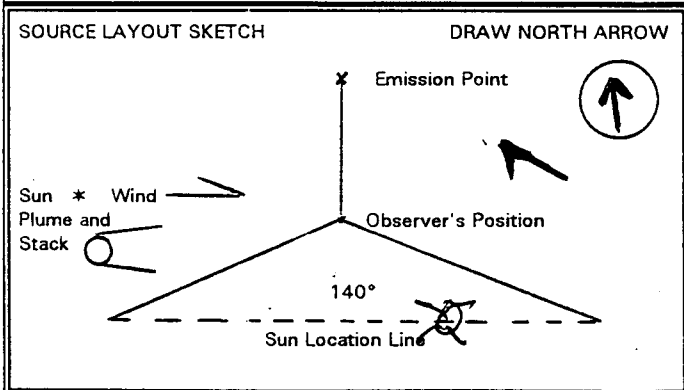 SOURCE LAYOUT SKETCH DRAW NORTH ARROW
Emission Point
Sun * Wind
Plume and
Stack
Observer's Position
140°
Sun Location Line